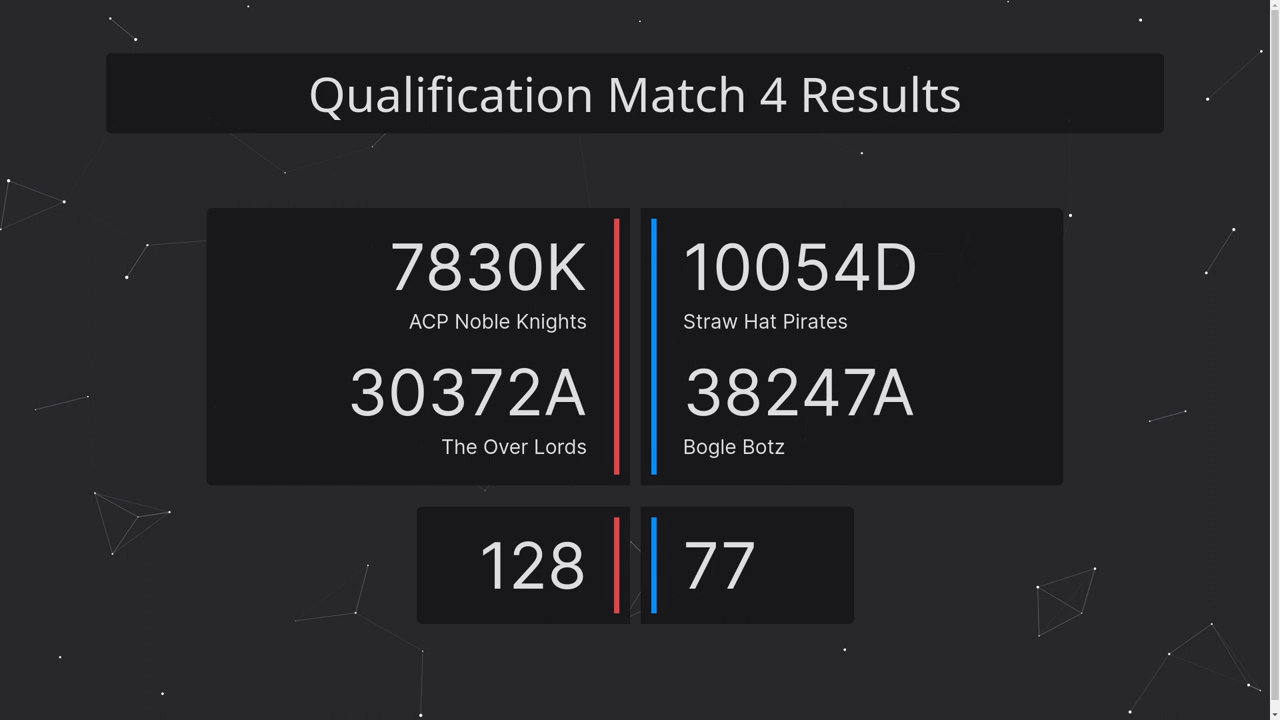 Qualification Match 4 Results
7830K
ACP Noble Knights
30372A
The Over Lords
10054D
Straw Hat Pirates
38247A
Bogle Botz
128
77